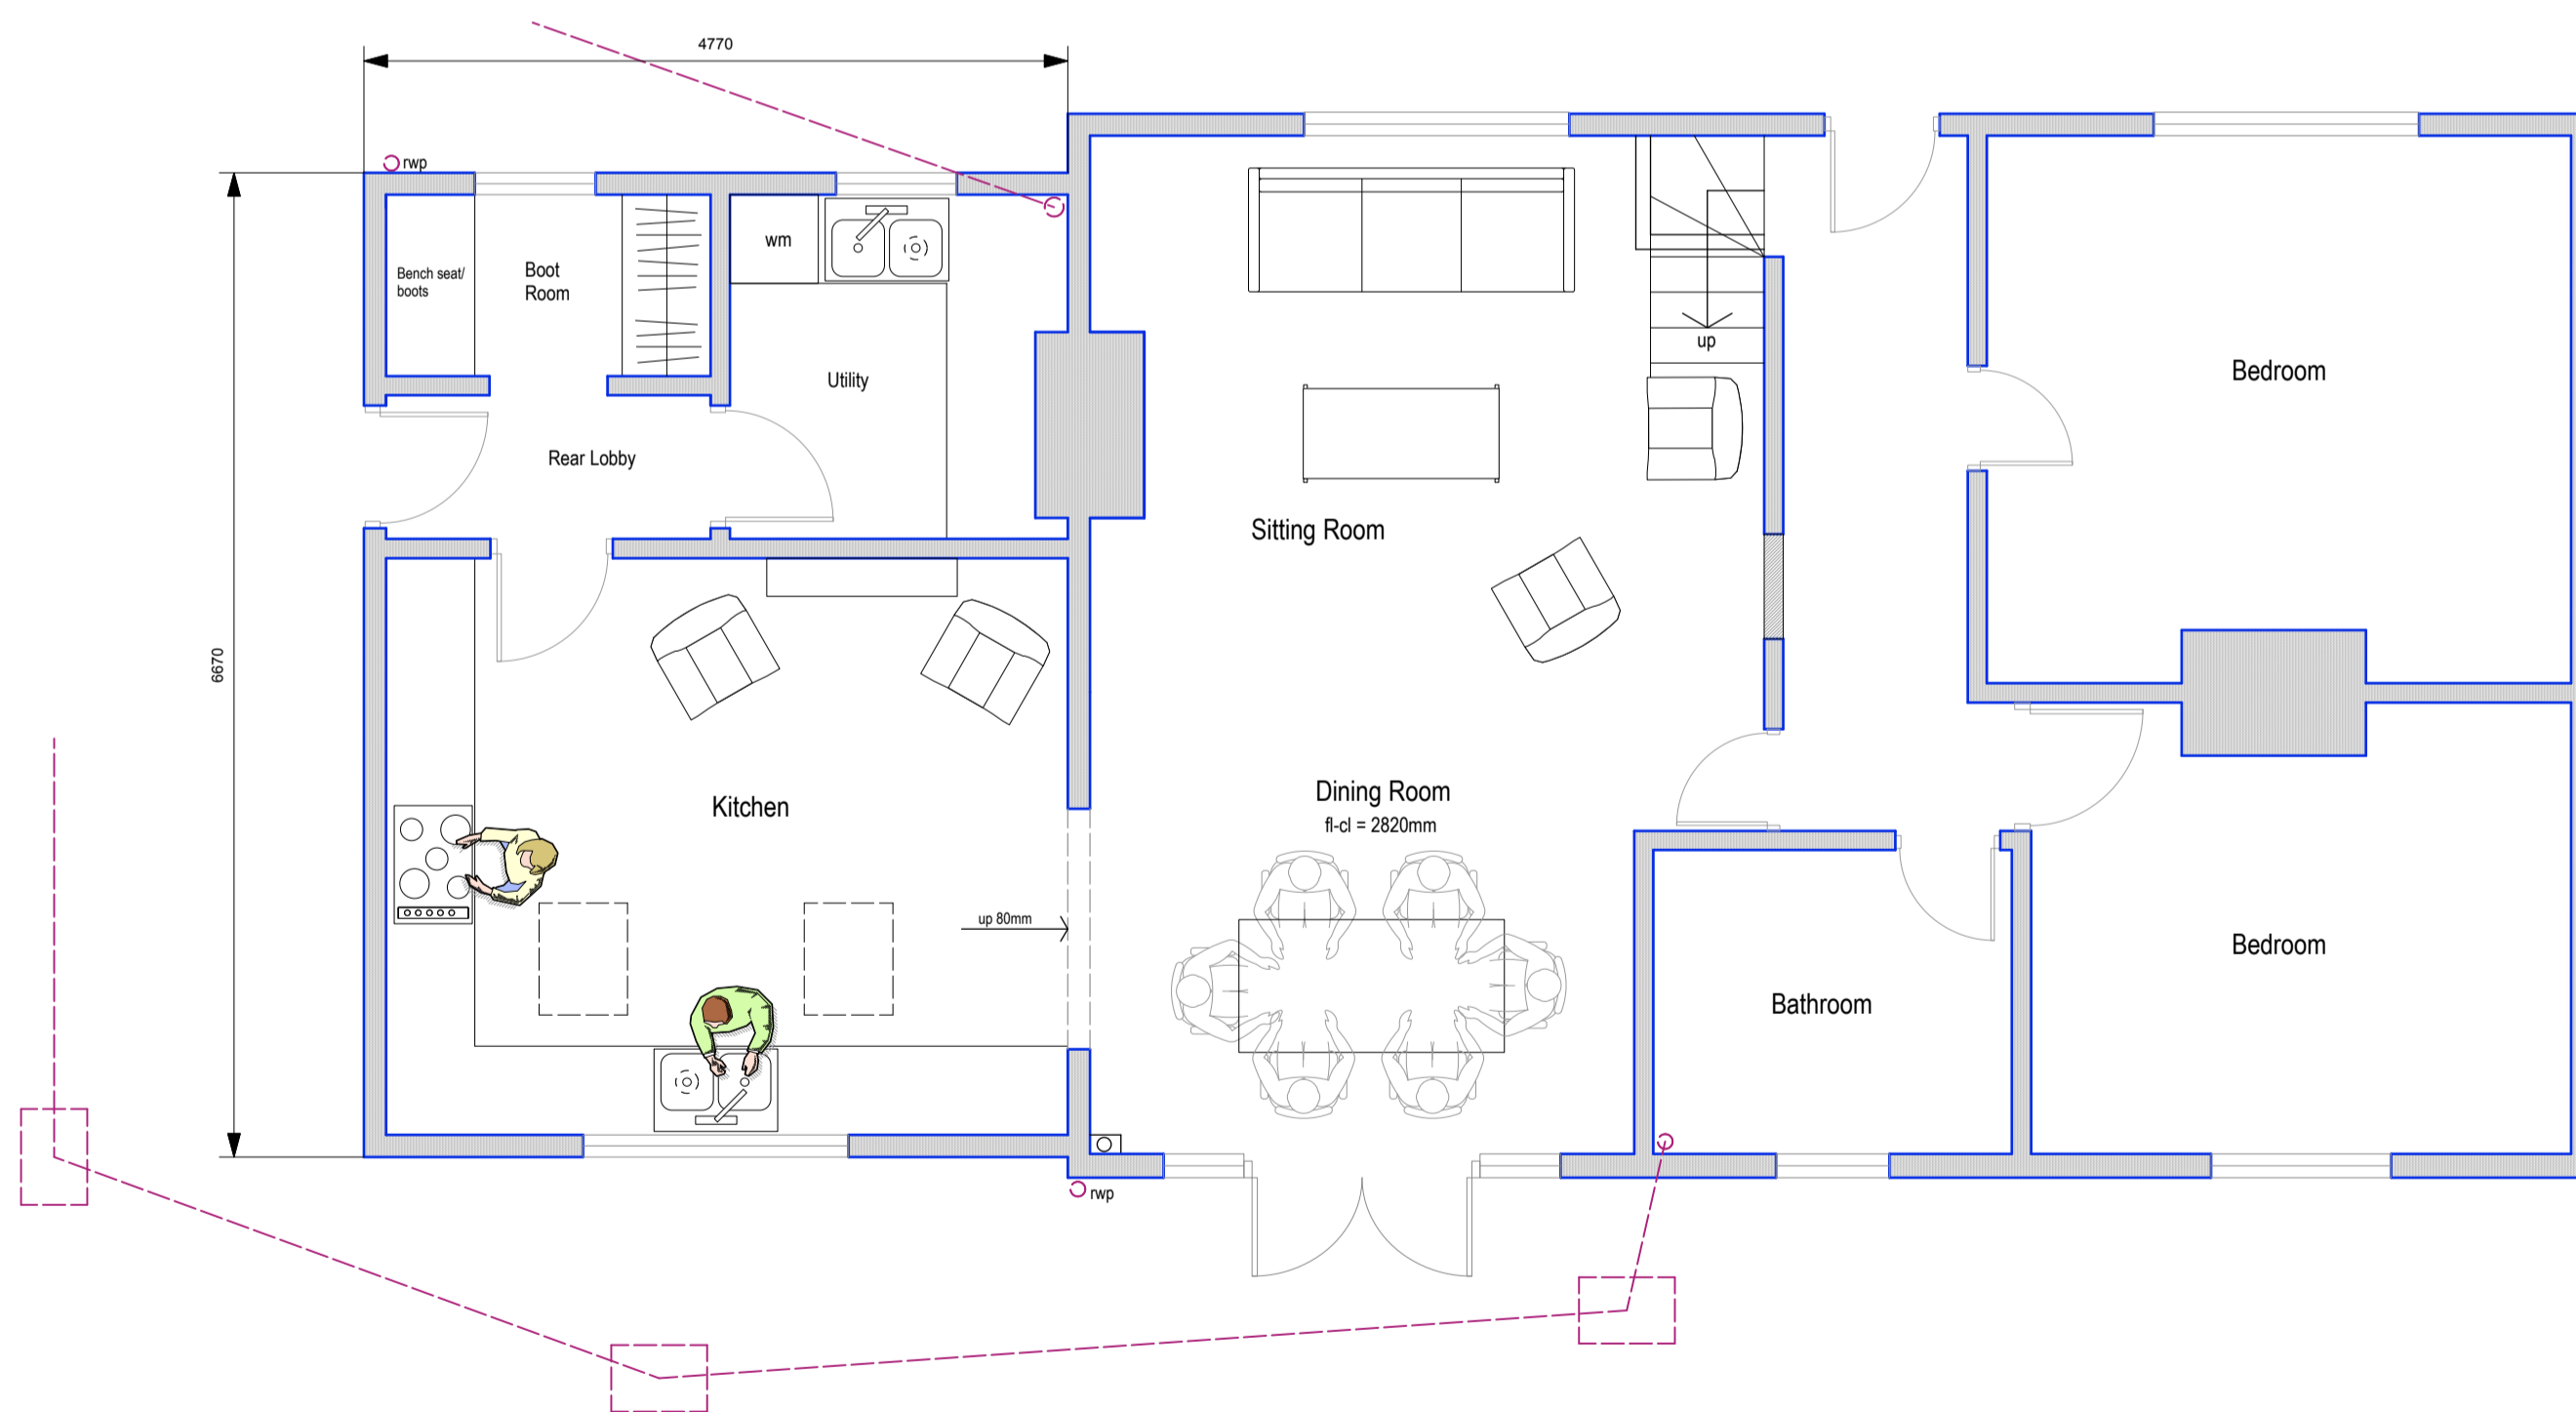 4770
rwp
wm
Bench seat/
boots
Boot
Room
up
Utility
Bedroom
Rear Lobby
Sitting Room
6670
Kitchen
Dining Room
fl-cl = 2820mm
up 80mm
Bedroom
Bathroom
rwp